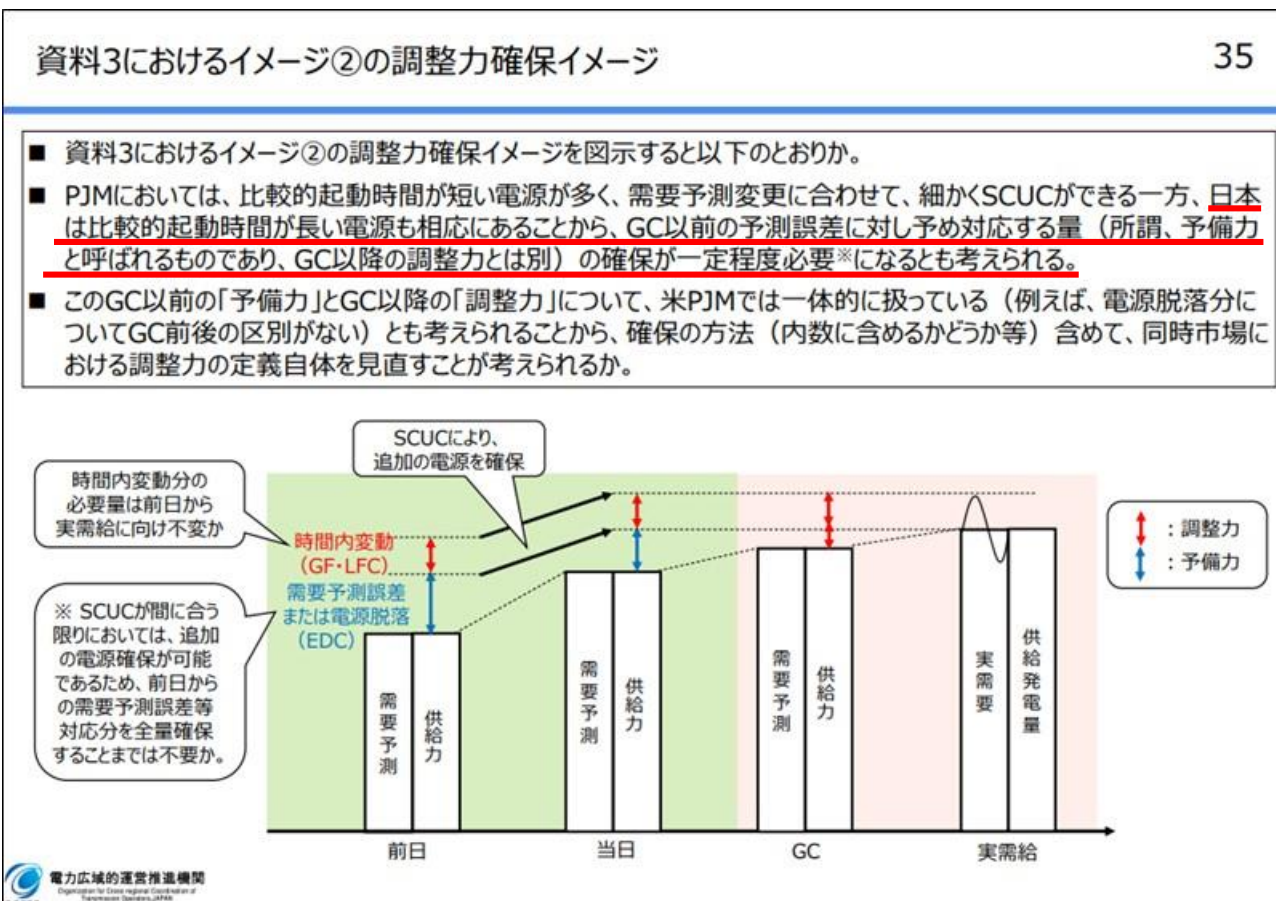 資料3におけるイメージ②の調整力確保イメージ
35
■ 資料3におけるイメージ②の調整力確保イメージを図示すると以下のとおりか。
■ PJMにおいては、比較的起動時間が短い電源が多く、需要予測変更に合わせて、細かくSCUCができる一方、日本
は比較的起動時間が長い電源も相応にあることから、GC以前の予測誤差に対し予め対応する量（所謂、予備力
と呼ばれるものであり、GC以降の調整力とは別）の確保が一定程度必要※になるとも考えられる。
■ このGC以前の「予備力」とGC以降の「調整力」について、米PJMでは一体的に扱っている（例えば、電源脱落分に
ついてGC前後の区別がない）とも考えられることから、確保の方法（内数に含めるかどうか等）含めて、同時市場に
おける調整力の定義自体を見直すことが考えられるか。
SCUCにより、
追加の電源を確保
時間内変動分の
必要量は前日から
実需給に向け不変か
時間内変動
（GF・LFC）
需要予測誤差
または電源脱落
（EDC）
※ SCUCが間に合う
限りにおいては、追加
の電源確保が可能
であるため、前日から
の需要予測誤差等
対応分を全量確保
することまでは不要か。
：調整力
：予備力
需要予測
供給力
需要予測
供給力
需要予測
供給力
実需要
供給発電量
前日
当日
GC
実需給
電力広域的運営推進機関
Organization for Cross-regional Coordination of
Transmission Operators, JAPAN